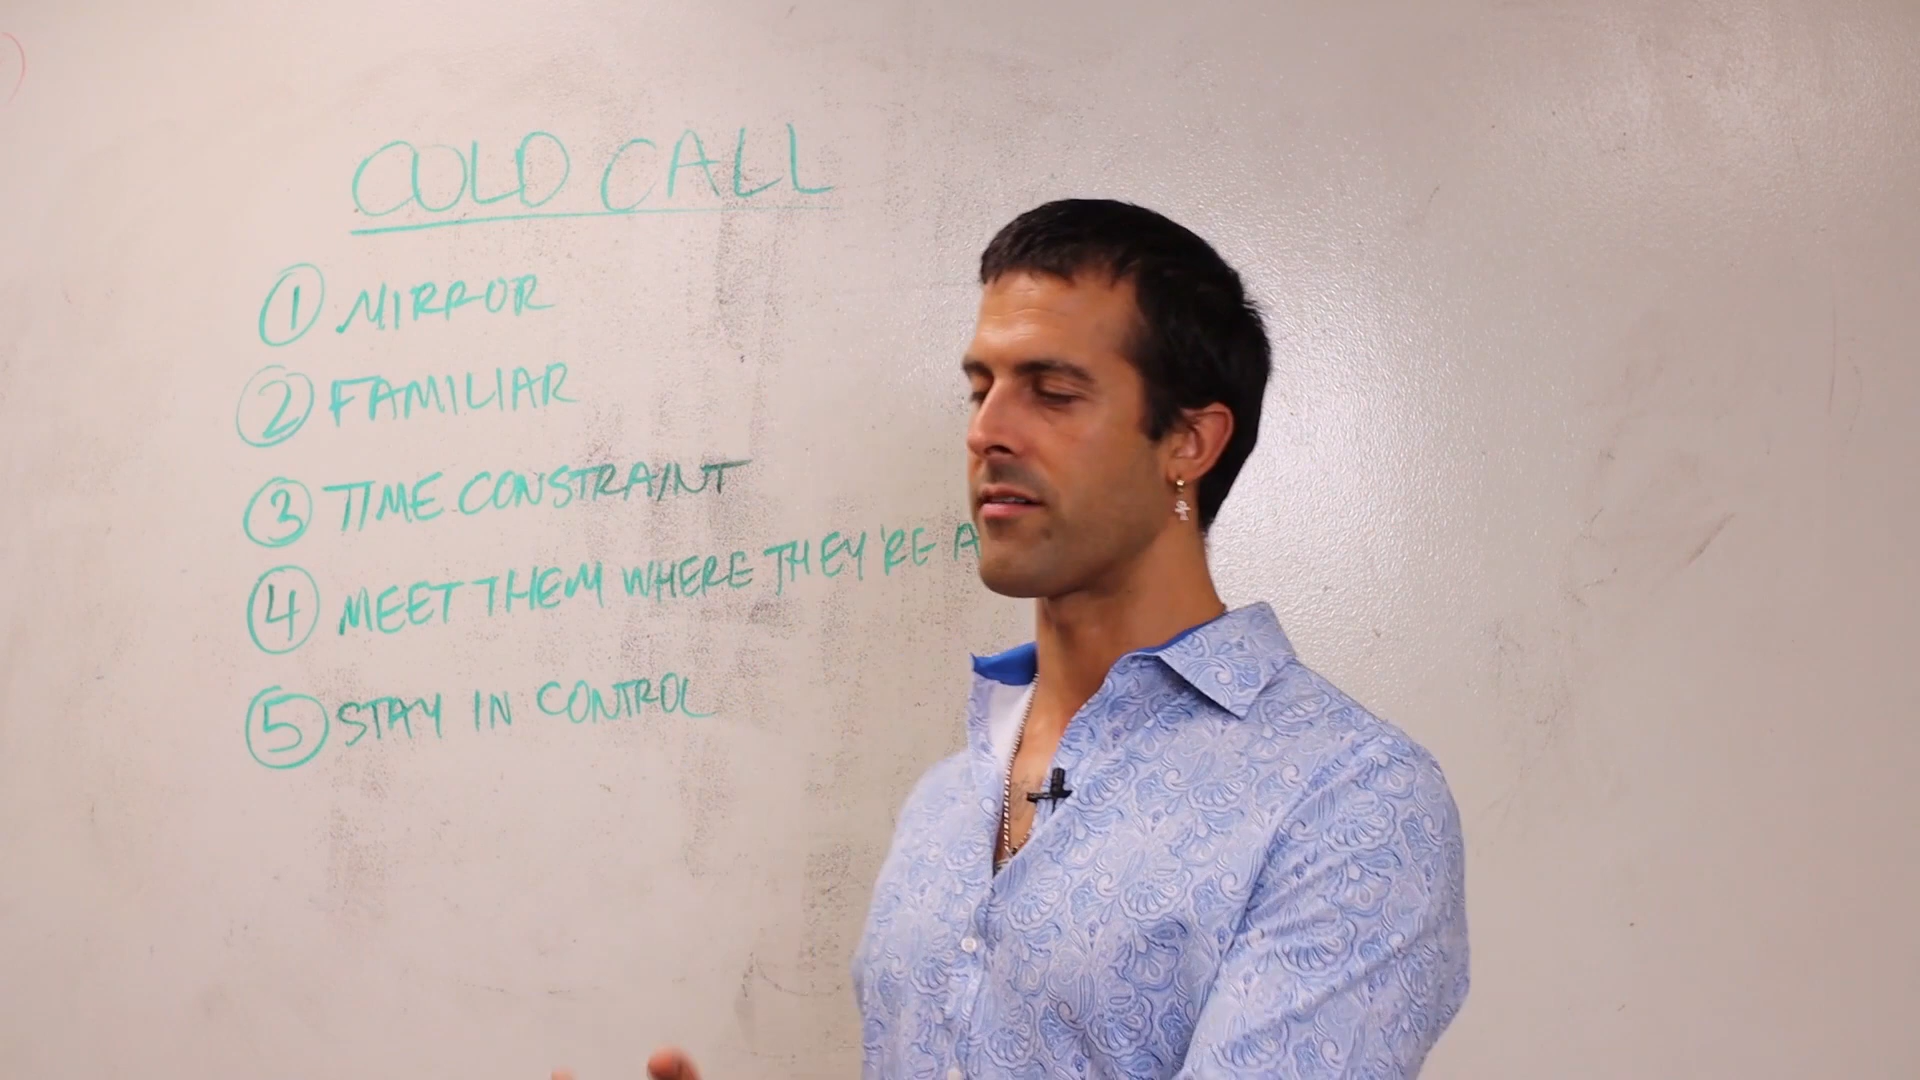 COLD CALL
1 MIRROR
2 FAMILIAR
3 TIME CONSTRAINT
4 MEET THEM WHERE THEY'RE A
5 STAY IN CONTROL